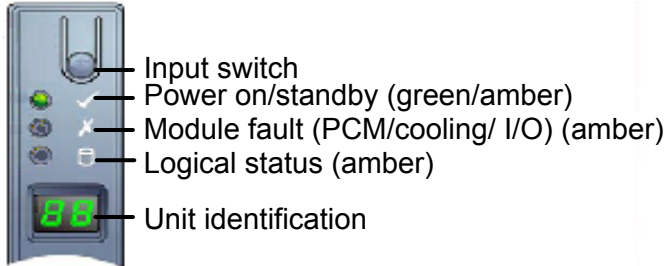 Input switch
Power on/standby (green/amber)
Module fault (PCM/cooling/ I/O) (amber)
Logical status (amber)
88
Unit identification